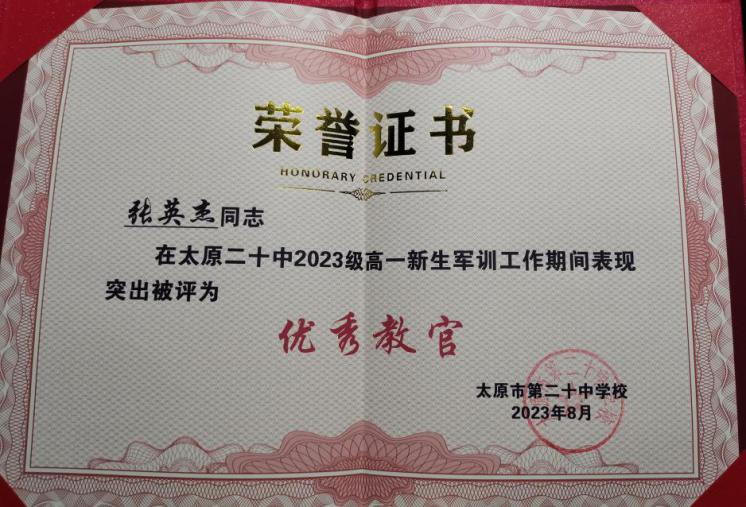 荣誉证书
HONORARY CREDENTIAL
张英杰同志
在太原二十中2023级高一新生军训工作期间表现
突出被评为
优秀教官
太原市第二十中学校
2023年8月